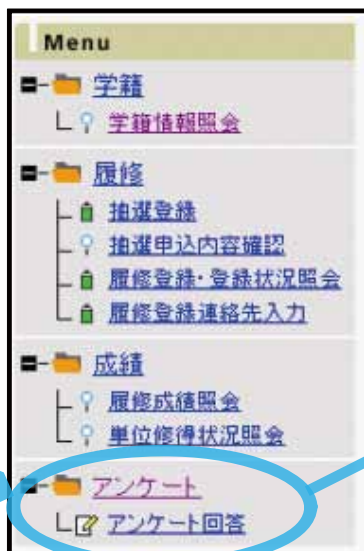 Menu
学籍
学籍情報照会
履修
抽選登録
抽選申込内容確認
履修登録・登録状況照会
履修登録連絡先入力
成績
履修成績照会
単位修得状況照会
アンケート
アンケート回答